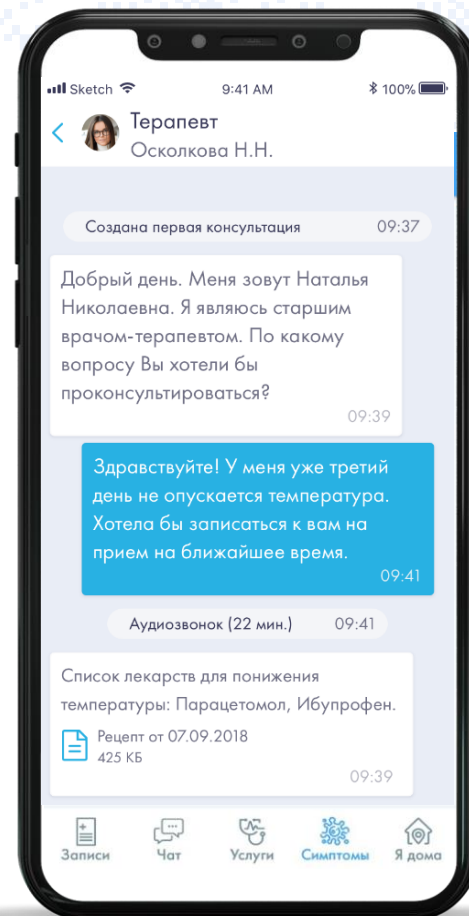 Sketch 9:41 AM 100%
Терапевт
Осколкова Н.Н.
Создана первая консультация 09:37
Добрый день. Меня зовут Наталья
Николаевна. Я являюсь старшим
врачом-терапевтом. По какому
вопросу Вы хотели бы
проконсультироваться?
09:39
Здравствуйте! У меня уже третий
день не опускается температура.
Хотела бы записаться к вам на
прием на ближайшее время.
09:41
Аудиозвонок (22 мин.) 09:41
Список лекарств для понижения
температуры: Парацетомол, Ибупрофен.
Рецепт от 07.09.2018
425 КБ
09:39
Записи Чат Услуги Симптомы Я дома